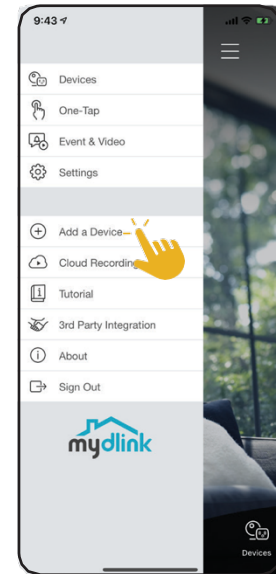 9:43
Devices
One-Tap
Event & Video
Settings
Add a Device
Cloud Recording
Tutorial
3rd Party Integration
About
Sign Out
mydlink
Devices